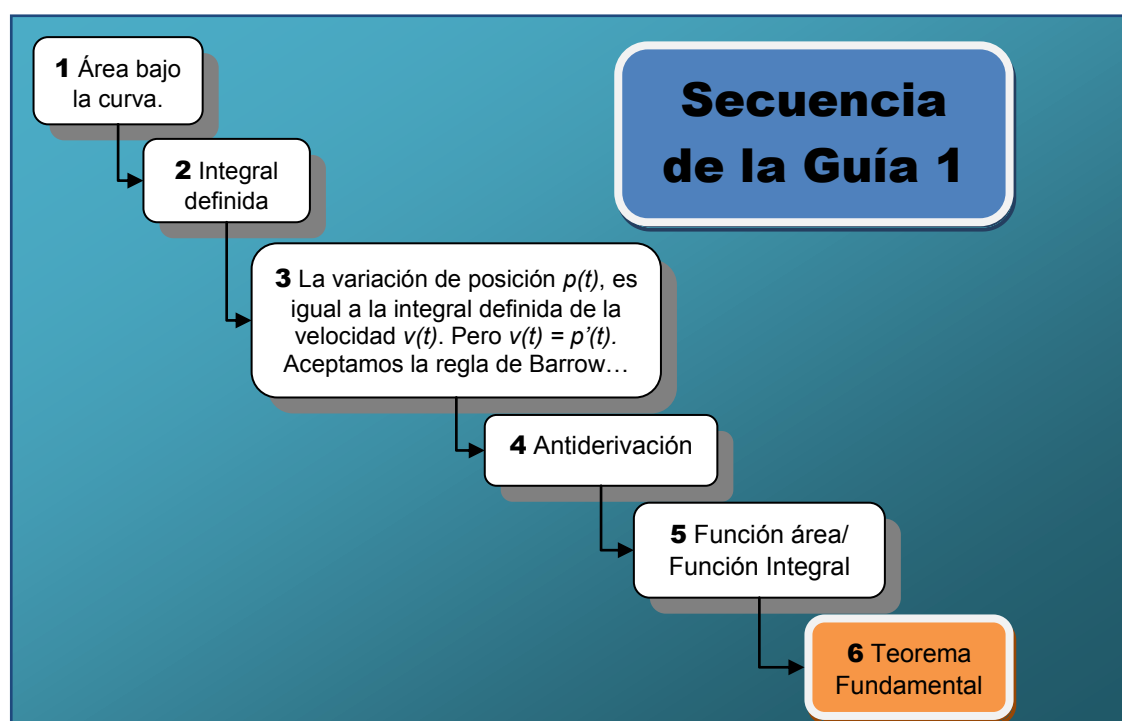 Secuencia
de la Guía 1
1 Área bajo
la curva.
2 Integral
definida
3 La variación de posición p(t), es
igual a la integral definida de la
velocidad v(t). Pero v(t) = p’(t).
Aceptamos la regla de Barrow…
4 Antiderivación
5 Función área/
Función Integral
6 Teorema
Fundamental